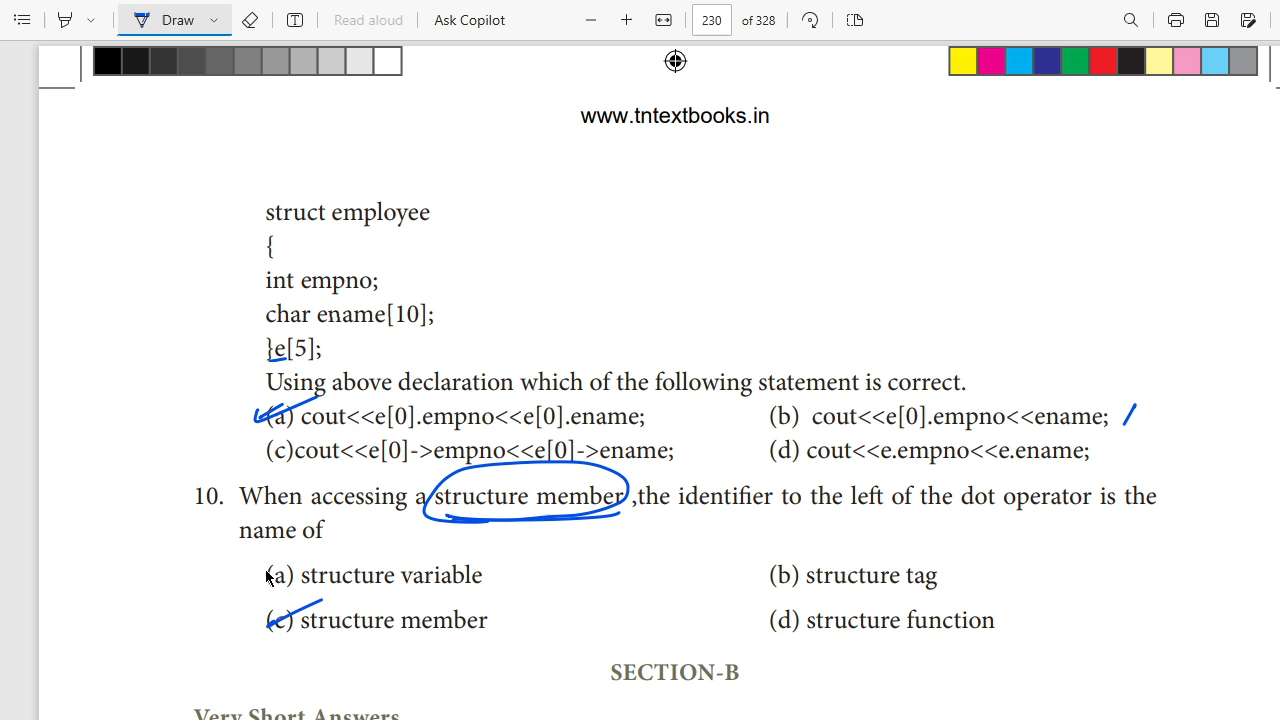 Draw
Read aloud
Ask Copilot
230 of 328
www.tntextbooks.in
struct employee
{
int empno;
char ename[10];
}e[5];
Using above declaration which of the following statement is correct.
(a) cout<<e[0].empno<<e[0].ename; (b) cout<<e[0].empno<<ename;
(c)cout<<e[0]->empno<<e[0]->ename; (d) cout<<e.empno<<e.ename;
10. When accessing a structure member ,the identifier to the left of the dot operator is the
name of
(a) structure variable (b) structure tag
(c) structure member (d) structure function
SECTION-B
Very Short Answers